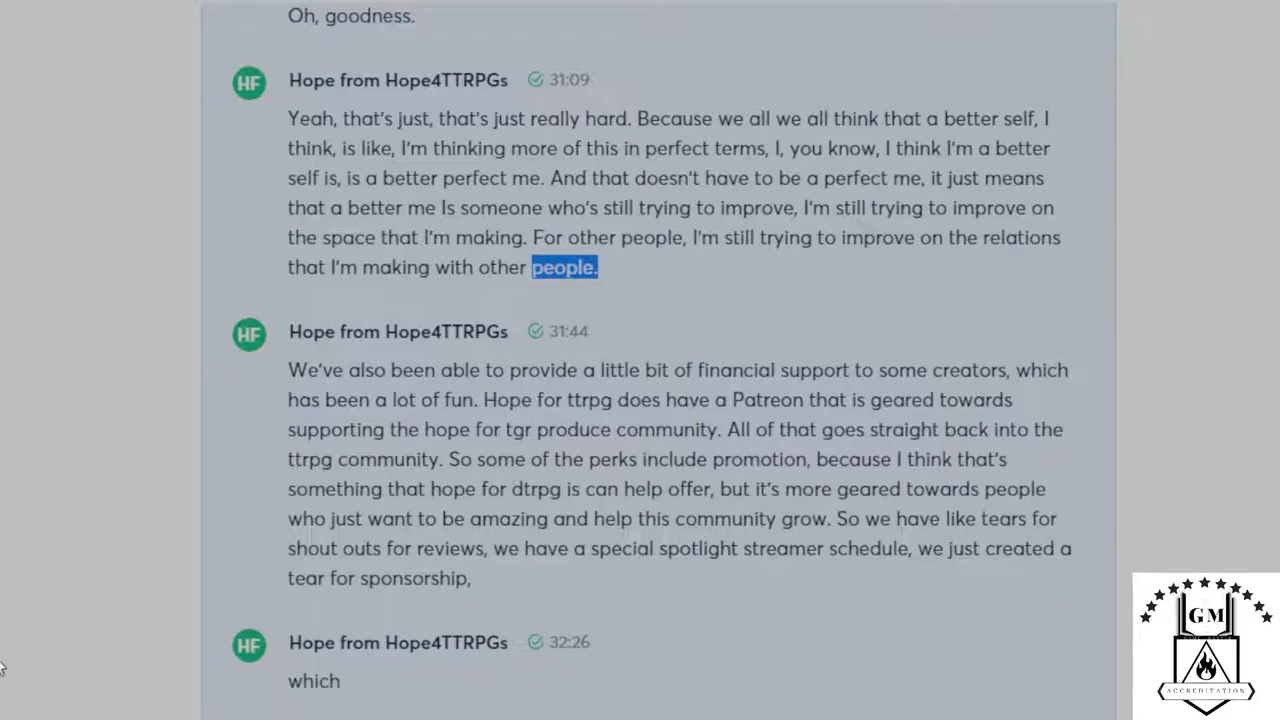 Oh, goodness.
HF
Hope from Hope4TTRPGs 31:09
Yeah, that's just, that's just really hard. Because we all we all think that a better self, I
think, is like, I'm thinking more of this in perfect terms, I, you know, I think I'm a better
self is, is a better perfect me. And that doesn't have to be a perfect me, it just means
that a better me Is someone who's still trying to improve, I'm still trying to improve on
the space that I'm making. For other people, I'm still trying to improve on the relations
that I'm making with other people.
HF
Hope from Hope4TTRPGs 31:44
We've also been able to provide a little bit of financial support to some creators, which
has been a lot of fun. Hope for ttrpg does have a Patreon that is geared towards
supporting the hope for tgr produce community. All of that goes straight back into the
ttrpg community. So some of the perks include promotion, because I think that's
something that hope for dtrpg is can help offer, but it's more geared towards people
who just want to be amazing and help this community grow. So we have like tears for
shout outs for reviews, we have a special spotlight streamer schedule, we just created a
tear for sponsorship,
HF
Hope from Hope4TTRPGs 32:26
which
GM
ACCREDITATION